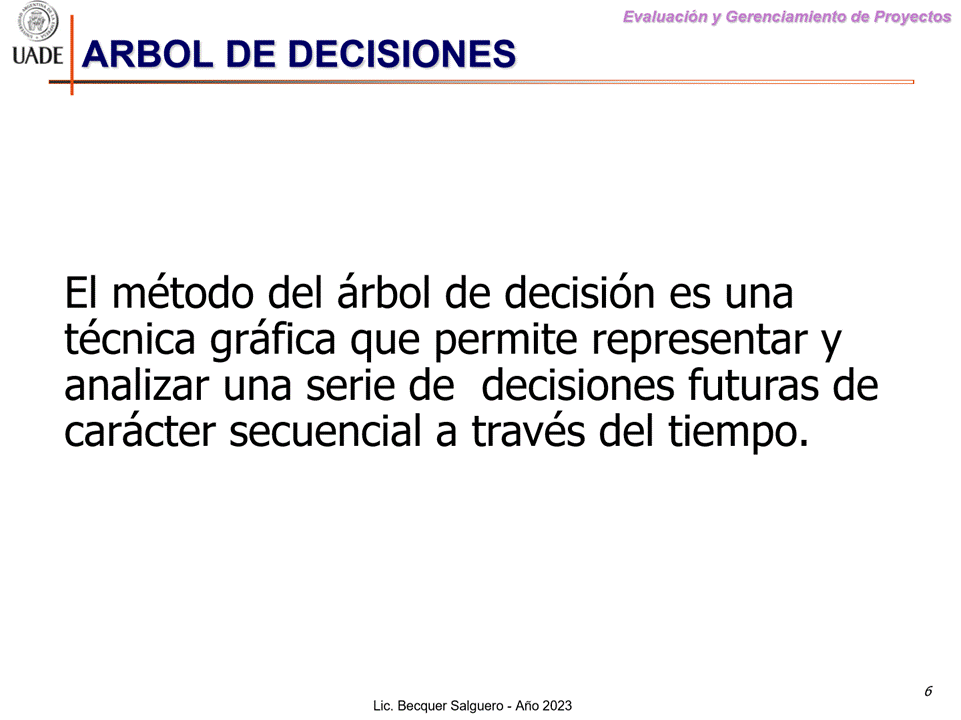 Evaluación y Gerenciamiento de Proyectos
UADE
ARBOL DE DECISIONES
El método del árbol de decisión es una
técnica gráfica que permite representar y
analizar una serie de  decisiones futuras de
carácter secuencial a través del tiempo.
6
Lic. Becquer Salguero - Año 2023